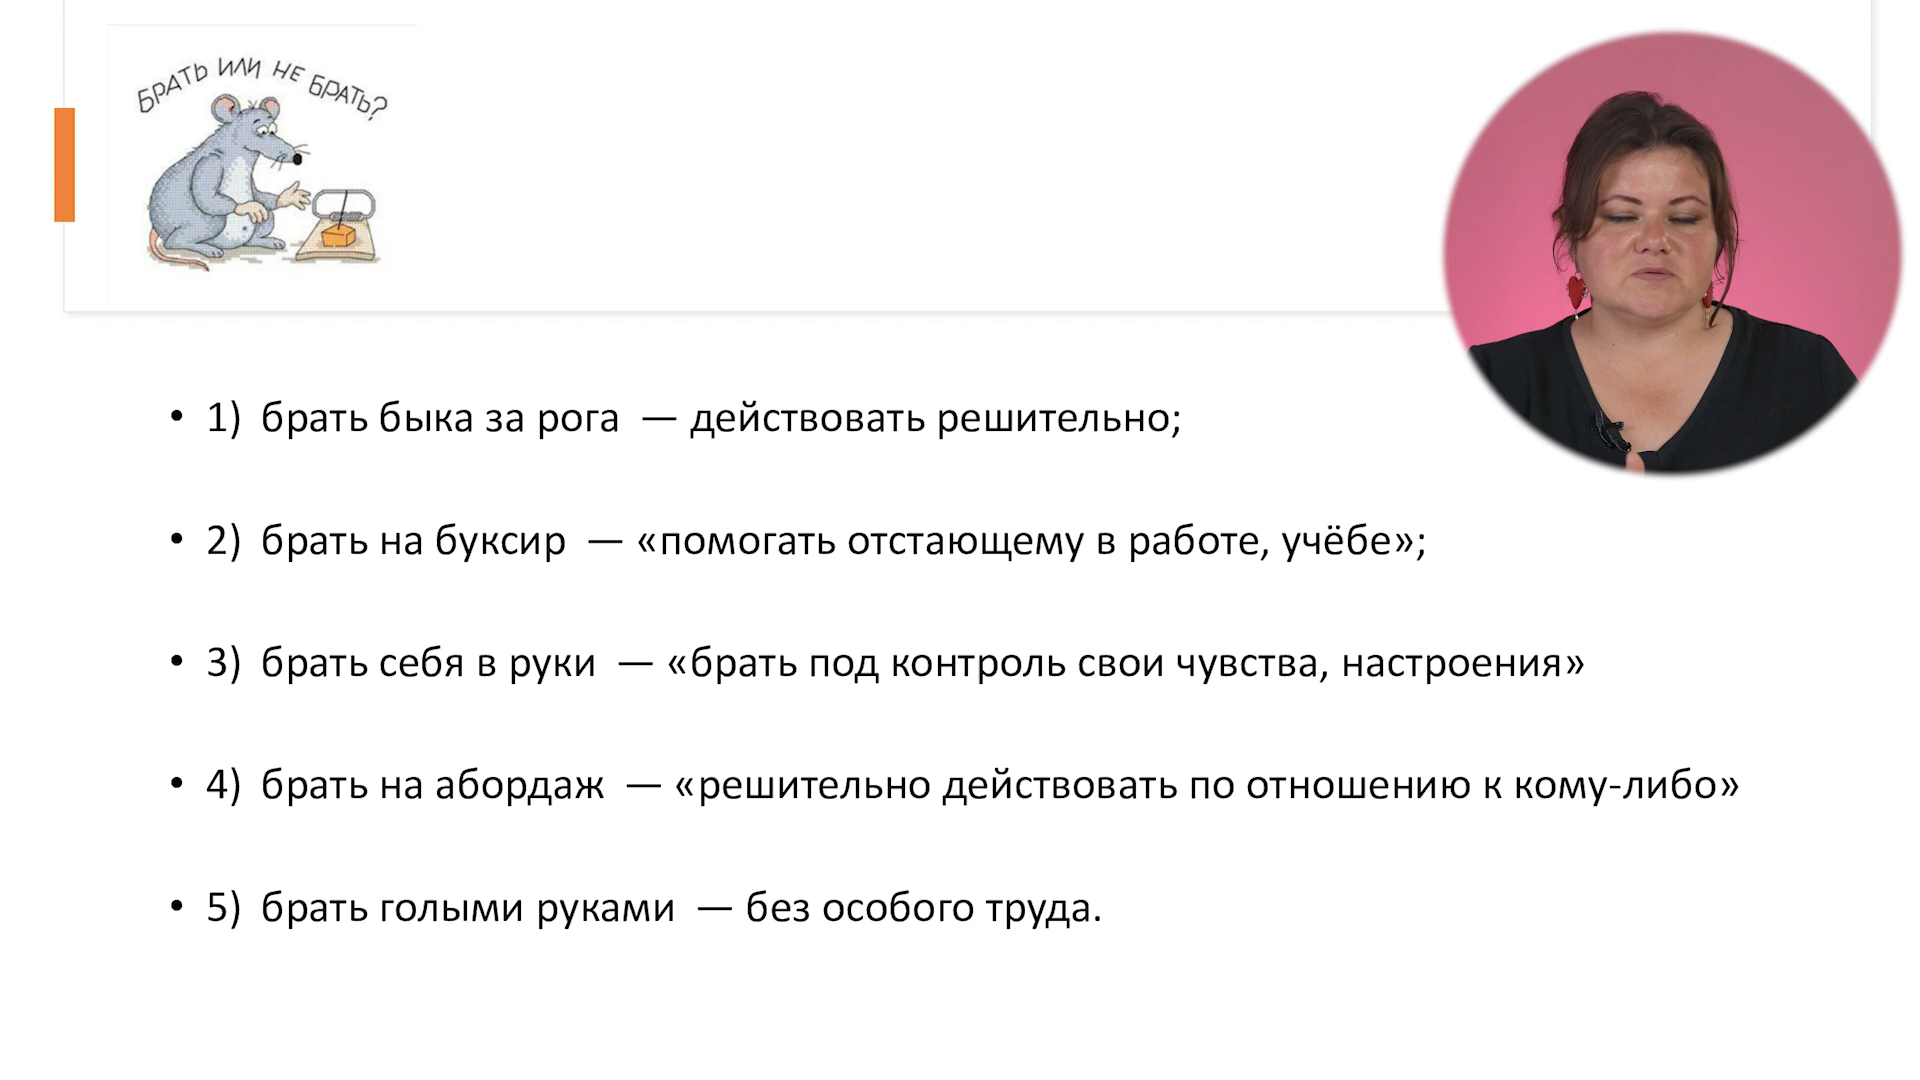 БРАТЬ ИЛИ НЕ БРАТЬ?
• 1) брать быка за рога — действовать решительно;
• 2) брать на буксир — «помогать отстающему в работе, учёбе»;
• 3) брать себя в руки — «брать под контроль свои чувства, настроения»
• 4) брать на абордаж — «решительно действовать по отношению к кому-либо»
• 5) брать голыми руками — без особого труда.